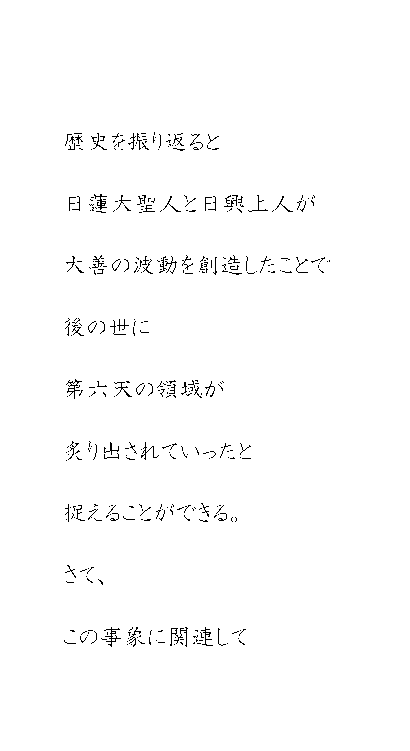 歴史を振り返ると
日蓮大聖人と日興上人が
大善の波動を創造したことで
後の世に
第六天の領域が
炙り出されていったと
捉えることができる。
さて、
この事象に関連して